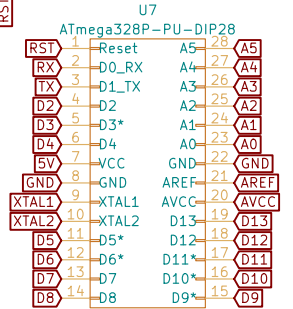 RST
U7
ATmega328P-PU-DIP28
RST 1 Reset A5 28 A5
RX 2 D0_RX A4 27 A4
TX 3 D1_TX A3 26 A3
D2 4 D2 A2 25 A2
D3 5 D3* A1 24 A1
D4 6 D4 A0 23 A0
5V 7 VCC GND 22 GND
GND 8 GND AREF 21 AREF
XTAL1 9 XTAL1 AVCC 20 AVCC
XTAL2 10 XTAL2 D13 19 D13
D5 11 D5* D12 18 D12
D6 12 D6* D11* 17 D11
D7 13 D7 D10* 16 D10
D8 14 D8 D9* 15 D9